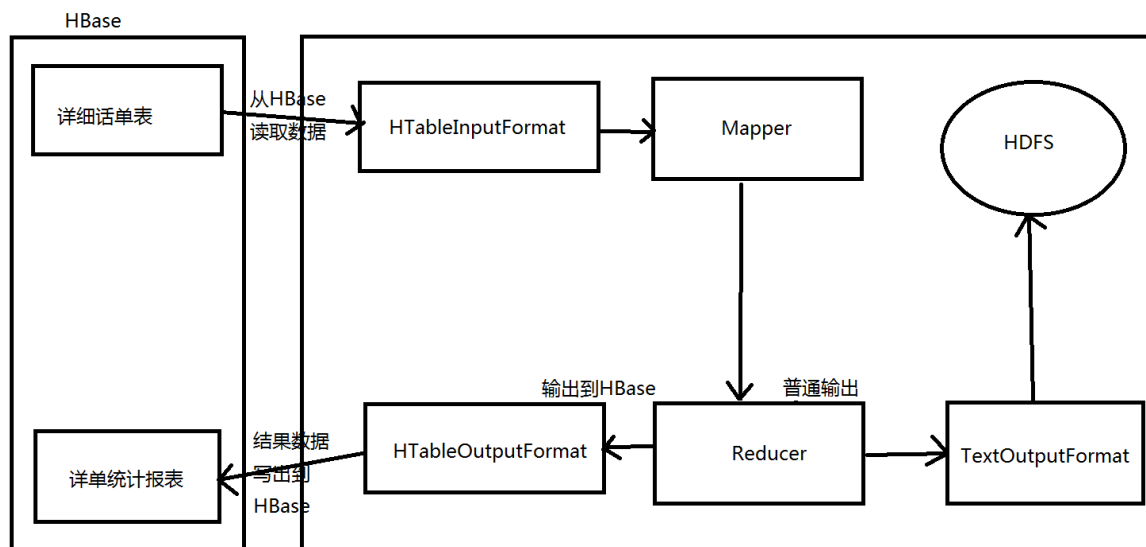 HBase
详细话单表
从HBase
读取数据
HTableInputFormat
Mapper
HDFS
输出到HBase
普通输出
详单统计报表
结果数据
写出到
HBase
HTableOutputFormat
Reducer
TextOutputFormat